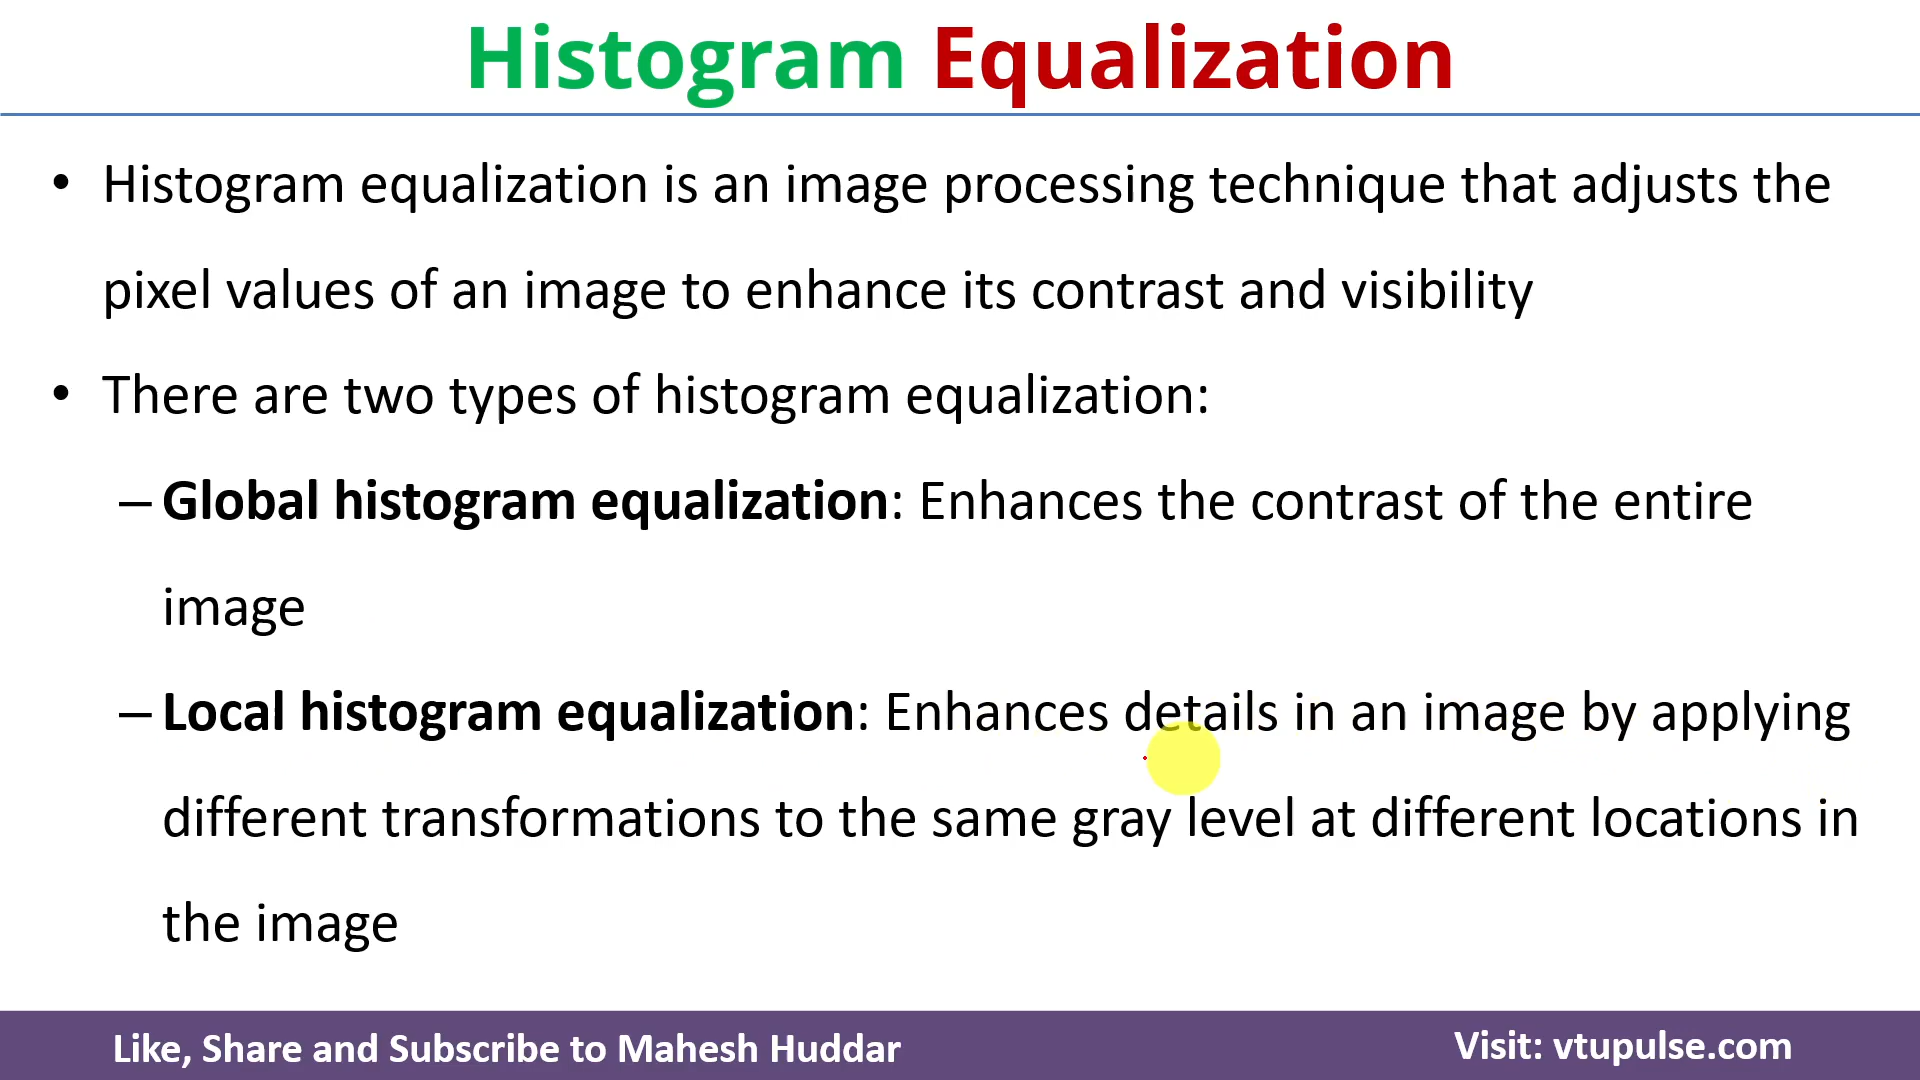 Histogram Equalization
• Histogram equalization is an image processing technique that adjusts the
pixel values of an image to enhance its contrast and visibility
• There are two types of histogram equalization:
– Global histogram equalization: Enhances the contrast of the entire
image
– Local histogram equalization: Enhances details in an image by applying
different transformations to the same gray level at different locations in
the image
Like, Share and Subscribe to Mahesh Huddar
Visit: vtupulse.com